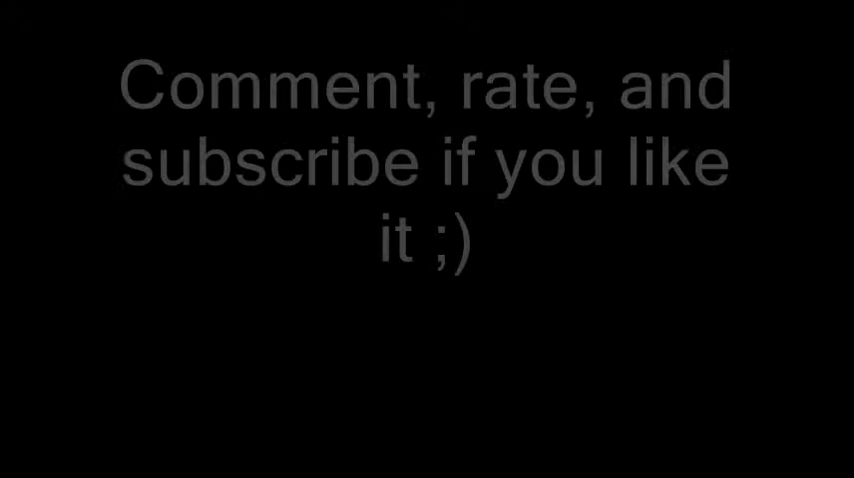 Comment, rate, and
subscribe if you like
it ;)